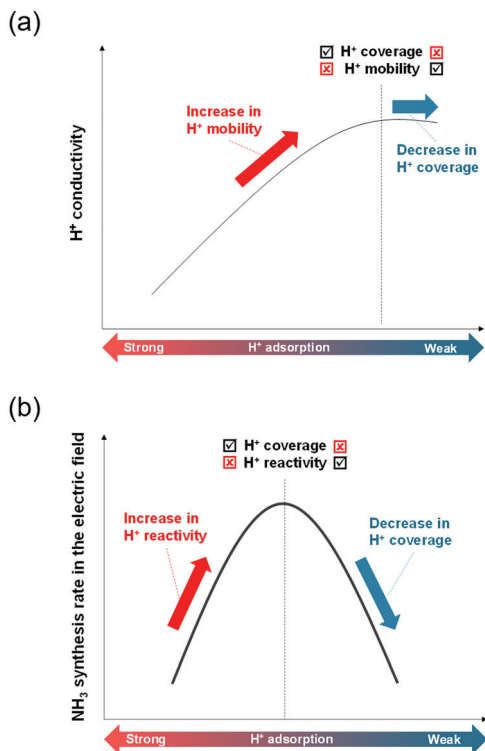 (a)
☑ H⁺ coverage ☒
☒ H⁺ mobility ☑
Increase in
H⁺ mobility
Decrease in
H⁺ coverage
H⁺ conductivity
Strong H⁺ adsorption Weak
(b)
☑ H⁺ coverage ☒
☒ H⁺ reactivity ☑
Increase in
H⁺ reactivity
Decrease in
H⁺ coverage
NH₃ synthesis rate in the electric field
Strong H⁺ adsorption Weak